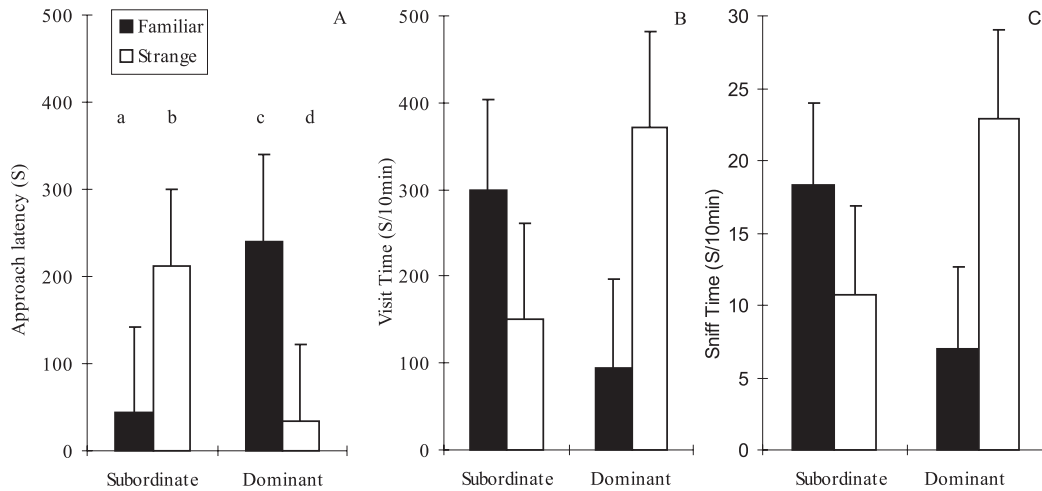 A
Familiar
Strange
a b c d
Approach latency (S)
500
400
300
200
100
0
Subordinate Dominant
B
Visit Time (S/10min)
500
400
300
200
100
0
Subordinate Dominant
C
Sniff Time (S/10min)
30
25
20
15
10
5
0
Subordinate Dominant